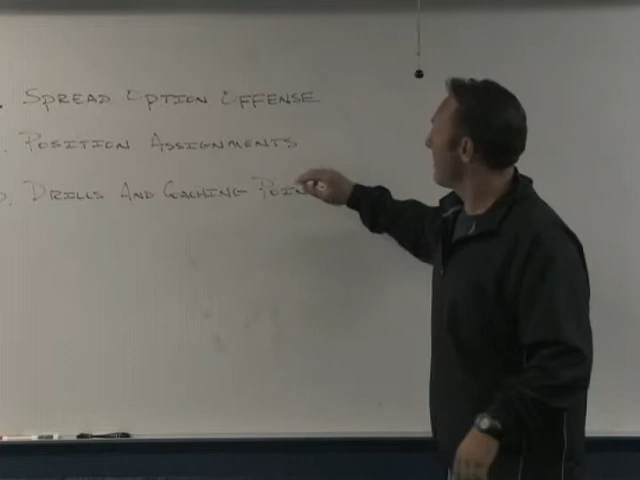 SPREAD OPTION OFFENSE
POSITION ASSIGNMENTS
DRILLS AND COACHING POIN